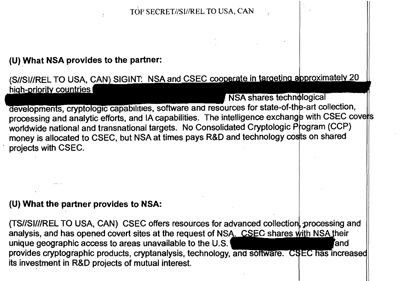 TOP SECRET//SI//REL TO USA, CAN
(U) What NSA provides to the partner:
(S//SI//REL TO USA, CAN) SIGINT: NSA and CSEC cooperate in targeting approximately 20
high-priority countries
NSA shares technological
developments, cryptologic capabilities, software and resources for state-of-the-art collection,
processing and analytic efforts, and IA capabilities. The intelligence exchange with CSEC covers
worldwide national and transnational targets. No Consolidated Cryptologic Program (CCP)
money is allocated to CSEC, but NSA at times pays R&D and technology costs on shared
projects with CSEC.
(U) What the partner provides to NSA:
(TS//SI///REL TO USA, CAN) CSEC offers resources for advanced collection, processing and
analysis, and has opened covert sites at the request of NSA. CSEC shares with NSA their
unique geographic access to areas unavailable to the U.S. and
provides cryptographic products, cryptanalysis, technology, and software. CSEC has increased
its investment in R&D projects of mutual interest.